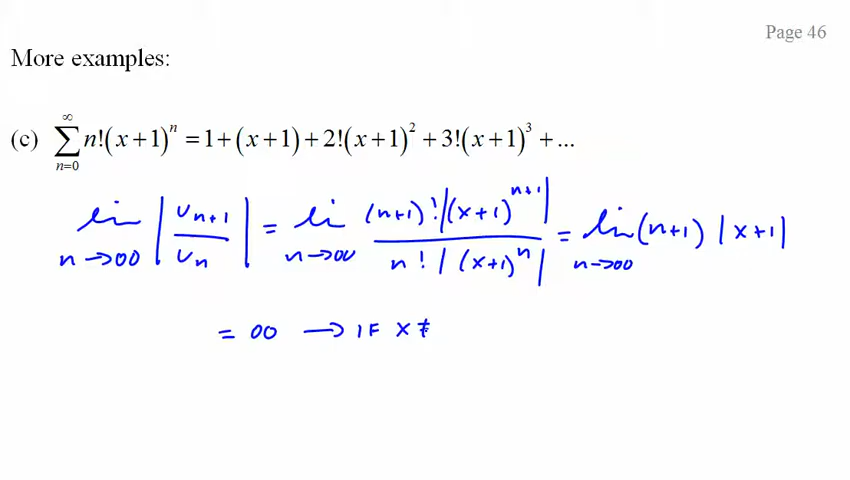 Page 46
More examples:
(c) ∑_{n=0}^{∞} n!(x+1)^n = 1+(x+1)+2!(x+1)^2+3!(x+1)^3+...
lim_{n→∞} |u_{n+1}/u_n| = li_{n→∞} (n+1)!|(x+1)^{n+1}| / n!|(x+1)^n| = lim_{n→∞} (n+1) |x+1|
= ∞ → IF X ≠